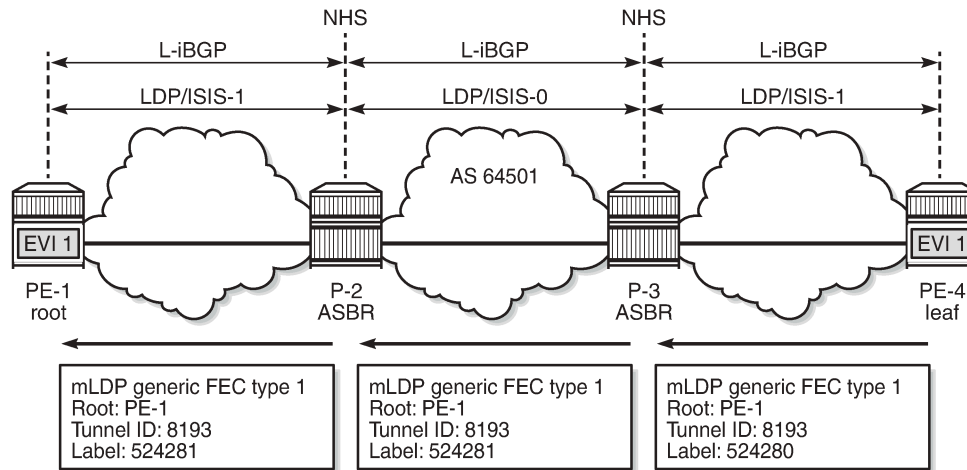 NHS
NHS
L-iBGP
L-iBGP
L-iBGP
LDP/ISIS-1
LDP/ISIS-0
LDP/ISIS-1
AS 64501
EVI 1
EVI 1
PE-1
root
P-2
ASBR
P-3
ASBR
PE-4
leaf
mLDP generic FEC type 1
Root: PE-1
Tunnel ID: 8193
Label: 524281
mLDP generic FEC type 1
Root: PE-1
Tunnel ID: 8193
Label: 524281
mLDP generic FEC type 1
Root: PE-1
Tunnel ID: 8193
Label: 524280